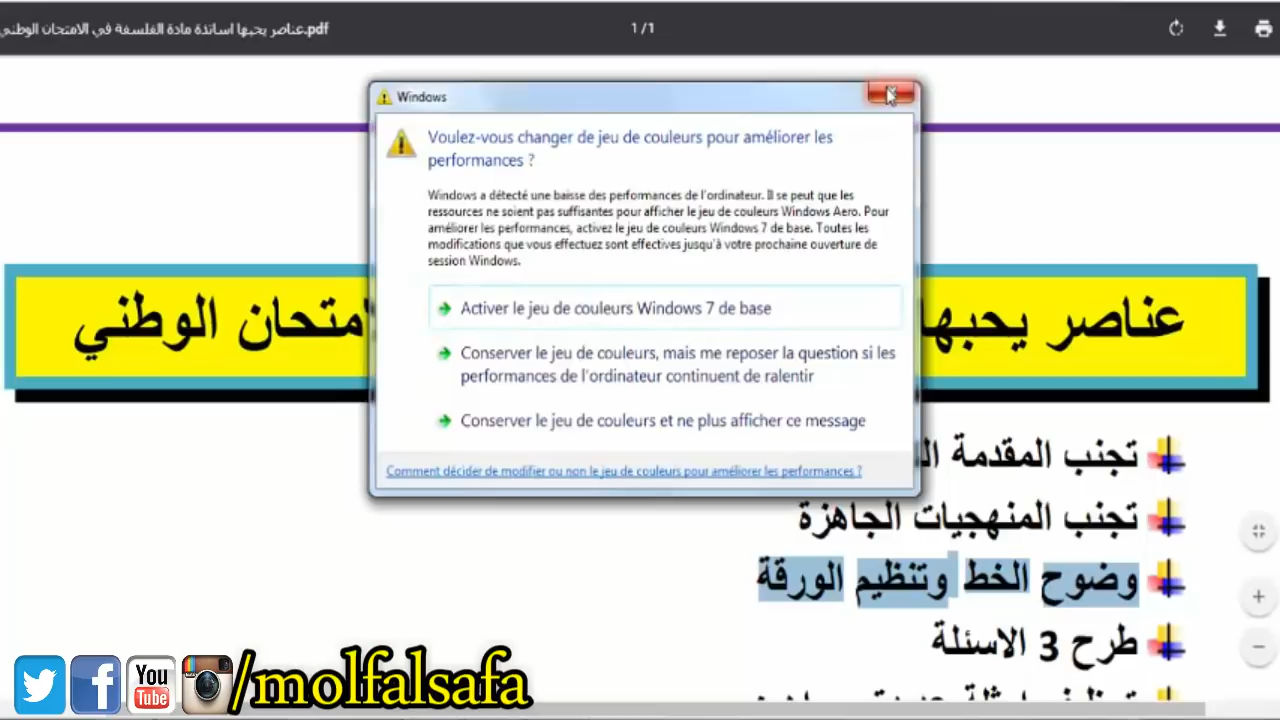 عناصر يحبها اساتذة مادة الفلسفة في الامتحان الوطني.pdf
1 / 1
Windows
Voulez-vous changer de jeu de couleurs pour améliorer les
performances ?
Windows a détecté une baisse des performances de l'ordinateur. Il se peut que les
ressources ne soient pas suffisantes pour afficher le jeu de couleurs Windows Aero. Pour
améliorer les performances, activez le jeu de couleurs Windows 7 de base. Toutes les
modifications que vous effectuez sont effectives jusqu'à votre prochaine ouverture de
session Windows.
Activer le jeu de couleurs Windows 7 de base
Conserver le jeu de couleurs, mais me reposer la question si les
performances de l'ordinateur continuent de ralentir
Conserver le jeu de couleurs et ne plus afficher ce message
Comment décider de modifier ou non le jeu de couleurs pour améliorer les performances ?
عناصر يحبها امتحان الوطني
تجنب المقدمة
تجنب المنهجيات الجاهزة
وضوح الخط وتنظيم الورقة
طرح 3 الاسئلة
You
Tube
/molfalsafa